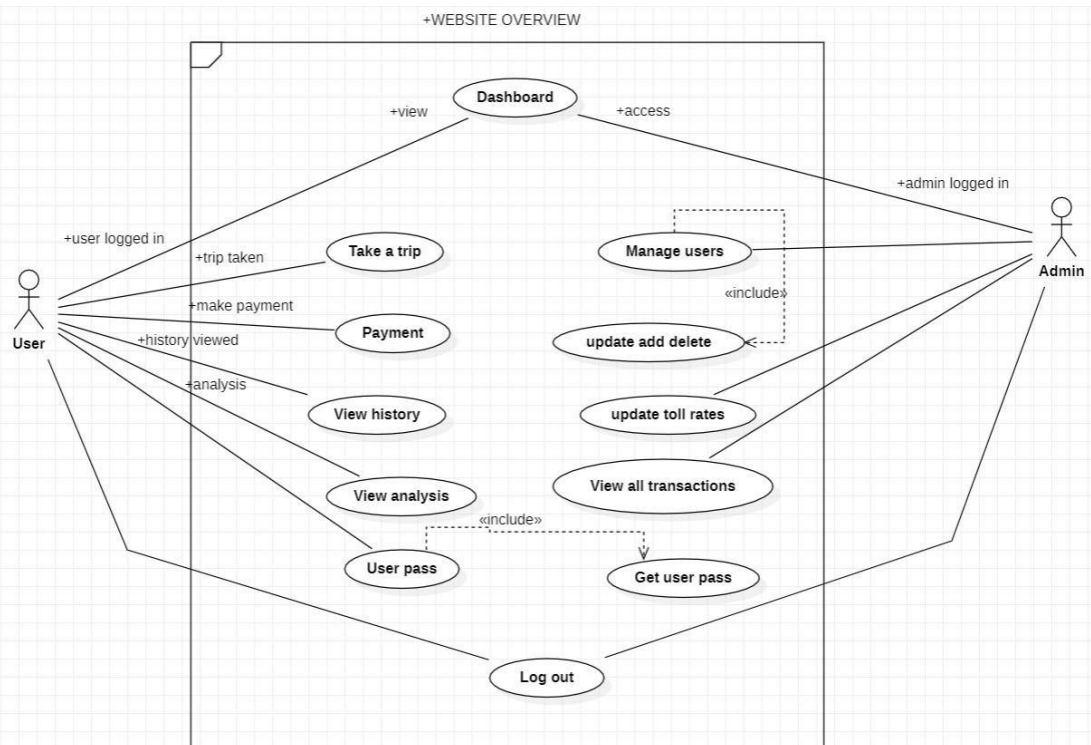 +WEBSITE OVERVIEW
Dashboard
+view
+access
+admin logged in
+user logged in
Take a trip
Manage users
+trip taken
Admin
«include»
+make payment
Payment
User
+history viewed
update add delete
+analysis
View history
update toll rates
View analysis
View all transactions
«include»
User pass
Get user pass
Log out